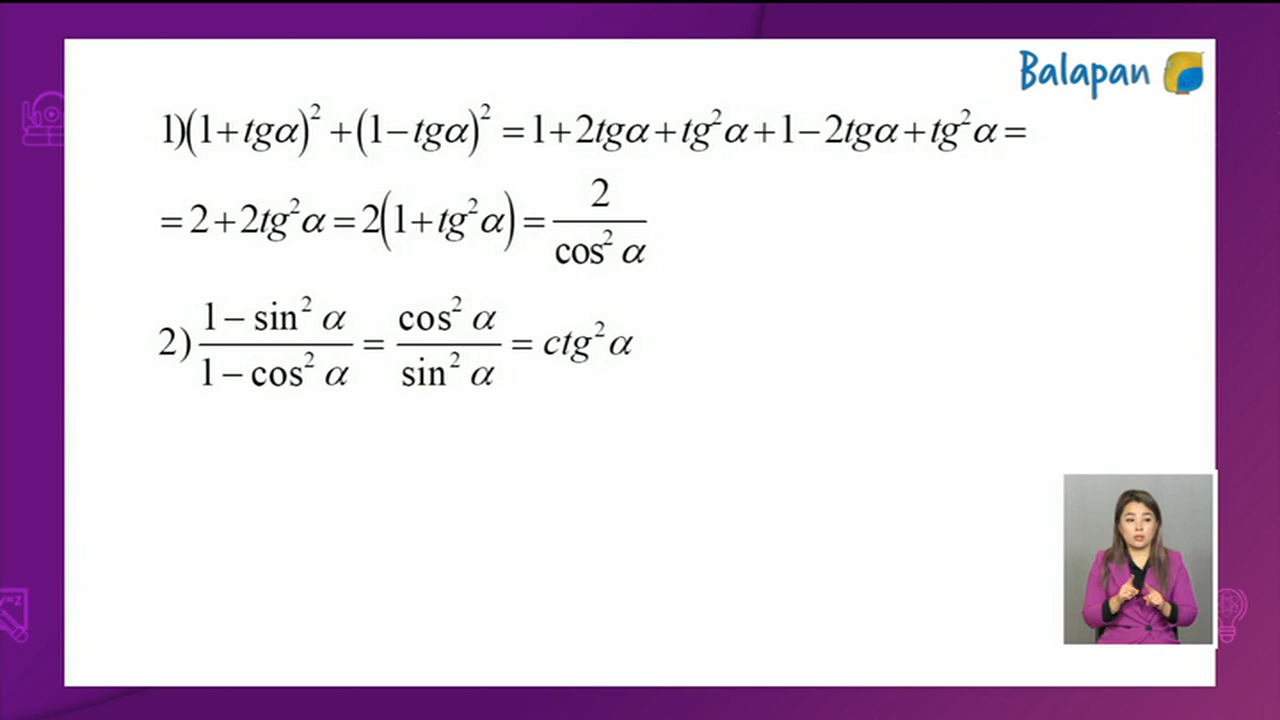 Balapan
1)(1+tgα)²+(1−tgα)²=1+2tgα+tg²α+1−2tgα+tg²α=
=2+2tg²α=2(1+tg²α)=2/cos²α
2) (1−sin²α)/(1−cos²α) = cos²α/sin²α = ctg²α
y=z